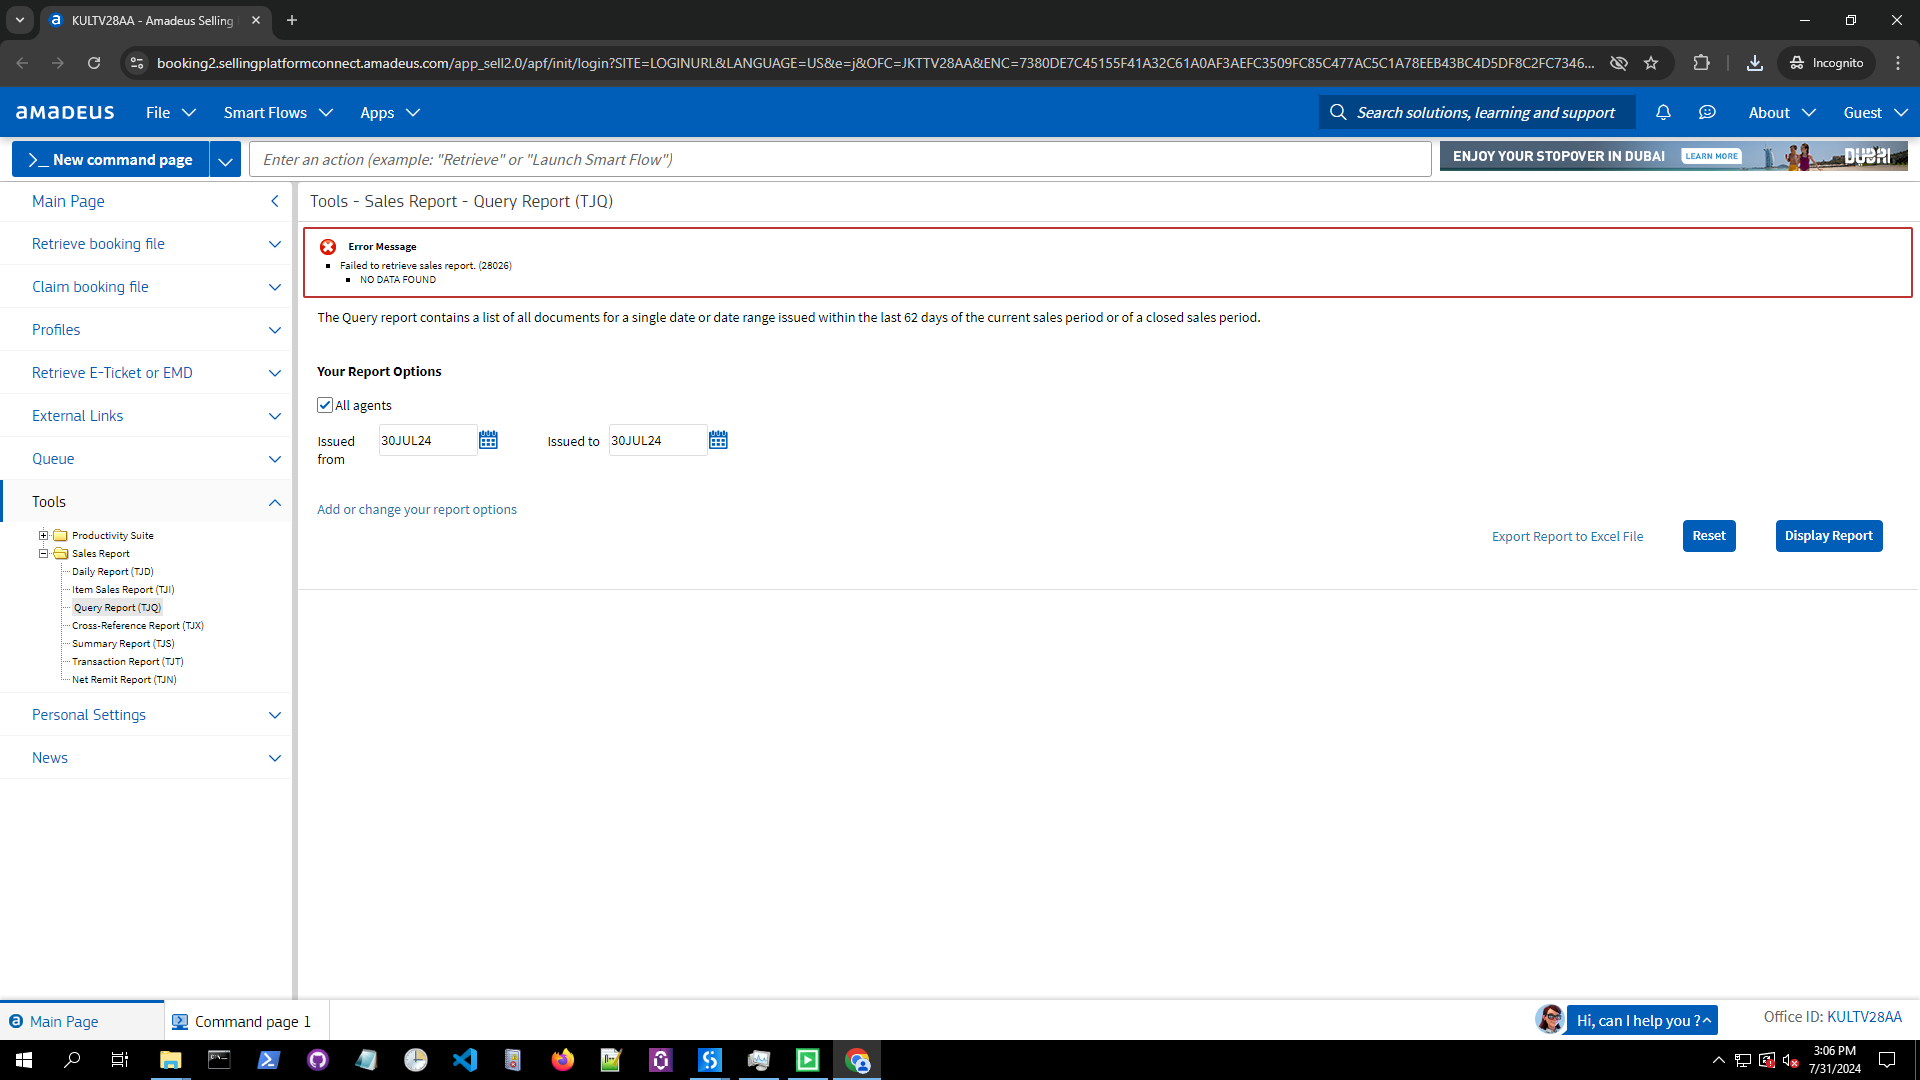 KULTV28AA - Amadeus Selling
booking2.sellingplatformconnect.amadeus.com/app_sell2.0/apf/init/login?SITE=LOGINURL&LANGUAGE=US&e=j&OFC=JKTTV28AA&ENC=7380DE7C45155F41A32C61A0AF3AEFC3509FC85C477AC5C1A78EEB43BC4D5DF8C2FC7346...
Incognito
amadeus
File
Smart Flows
Apps
Search solutions, learning and support
About
Guest
>_ New command page
Enter an action (example: "Retrieve" or "Launch Smart Flow")
ENJOY YOUR STOPOVER IN DUBAI
LEARN MORE
DUBAI
Main Page
Retrieve booking file
Claim booking file
Profiles
Retrieve E-Ticket or EMD
External Links
Queue
Tools
Productivity Suite
Sales Report
Daily Report (TJD)
Item Sales Report (TJI)
Query Report (TJQ)
Cross-Reference Report (TJX)
Summary Report (TJS)
Transaction Report (TJT)
Net Remit Report (TJN)
Personal Settings
News
Tools - Sales Report - Query Report (TJQ)
Error Message
Failed to retrieve sales report. (28026)
NO DATA FOUND
The Query report contains a list of all documents for a single date or date range issued within the last 62 days of the current sales period or of a closed sales period.
Your Report Options
All agents
Issued from
30JUL24
Issued to
30JUL24
Add or change your report options
Export Report to Excel File
Reset
Display Report
Main Page
Command page 1
Hi, can I help you ?
Office ID: KULTV28AA
3:06 PM
7/31/2024